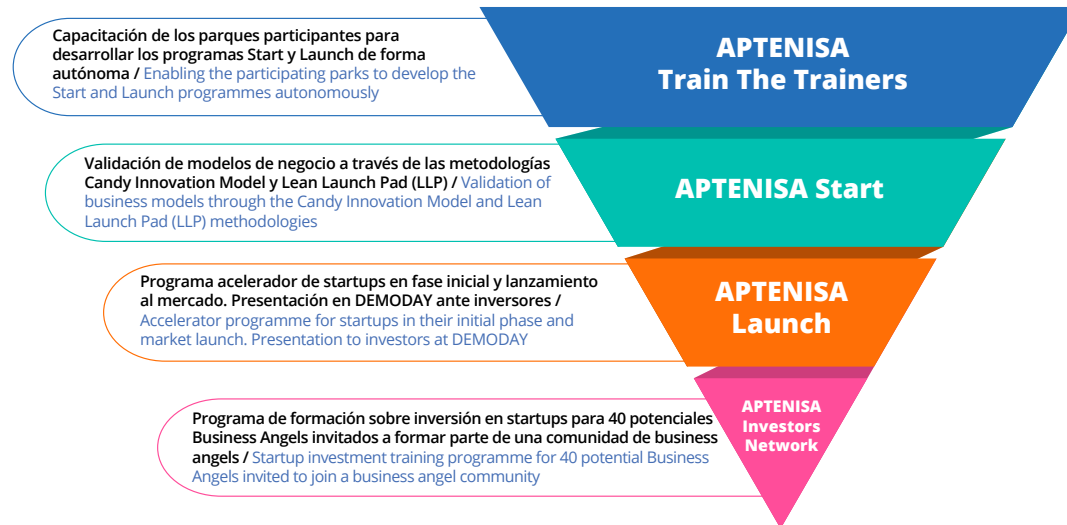 Capacitación de los parques participantes para
desarrollar los programas Start y Launch de forma
autónoma / Enabling the participating parks to develop the
Start and Launch programmes autonomously
APTENISA
Train The Trainers
Validación de modelos de negocio a través de las metodologías
Candy Innovation Model y Lean Launch Pad (LLP) / Validation of
business models through the Candy Innovation Model and Lean
Launch Pad (LLP) methodologies
APTENISA Start
Programa acelerador de startups en fase inicial y lanzamiento
al mercado. Presentación en DEMODAY ante inversores /
Accelerator programme for startups in their initial phase and
market launch. Presentation to investors at DEMODAY
APTENISA
Launch
Programa de formación sobre inversión en startups para 40 potenciales
Business Angels invitados a formar parte de una comunidad de business
angels / Startup investment training programme for 40 potential Business
Angels invited to join a business angel community
APTENISA
Investors
Network